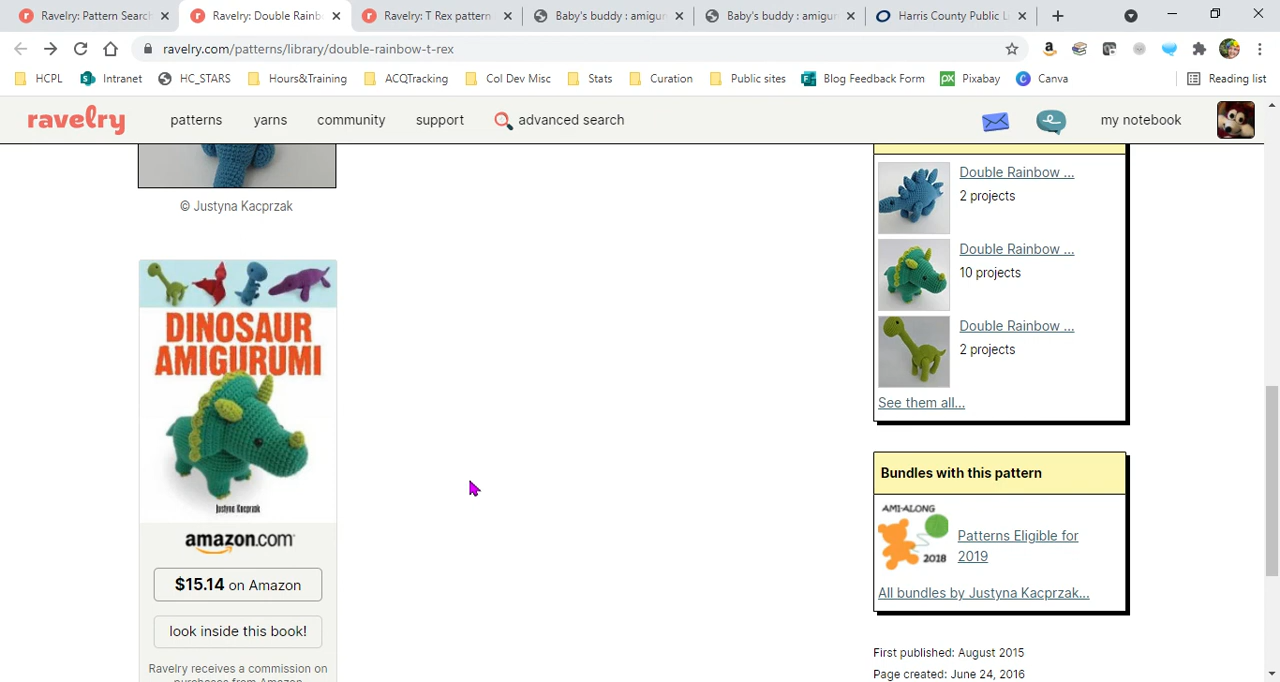 Ravelry: Pattern Searc
Ravelry: Double Rainb
Ravelry: T Rex pattern
Baby's buddy : amigur
Baby's buddy : amigur
Harris County Public L
ravelry.com/patterns/library/double-rainbow-t-rex
HCPL
Intranet
HC_STARS
Hours&Training
ACQTracking
Col Dev Misc
Stats
Curation
Public sites
Blog Feedback Form
px Pixabay
Canva
Reading list
ravelry
patterns
yarns
community
support
advanced search
my notebook
© Justyna Kacprzak
DINOSAUR
AMIGURUMI
Justyna Kacprzak
amazon.com
$15.14 on Amazon
look inside this book!
Ravelry receives a commission on
purchases from Amazon
Double Rainbow ...
2 projects
Double Rainbow ...
10 projects
Double Rainbow ...
2 projects
See them all...
Bundles with this pattern
AMI-ALONG
2018
Patterns Eligible for
2019
All bundles by Justyna Kacprzak...
First published: August 2015
Page created: June 24, 2016